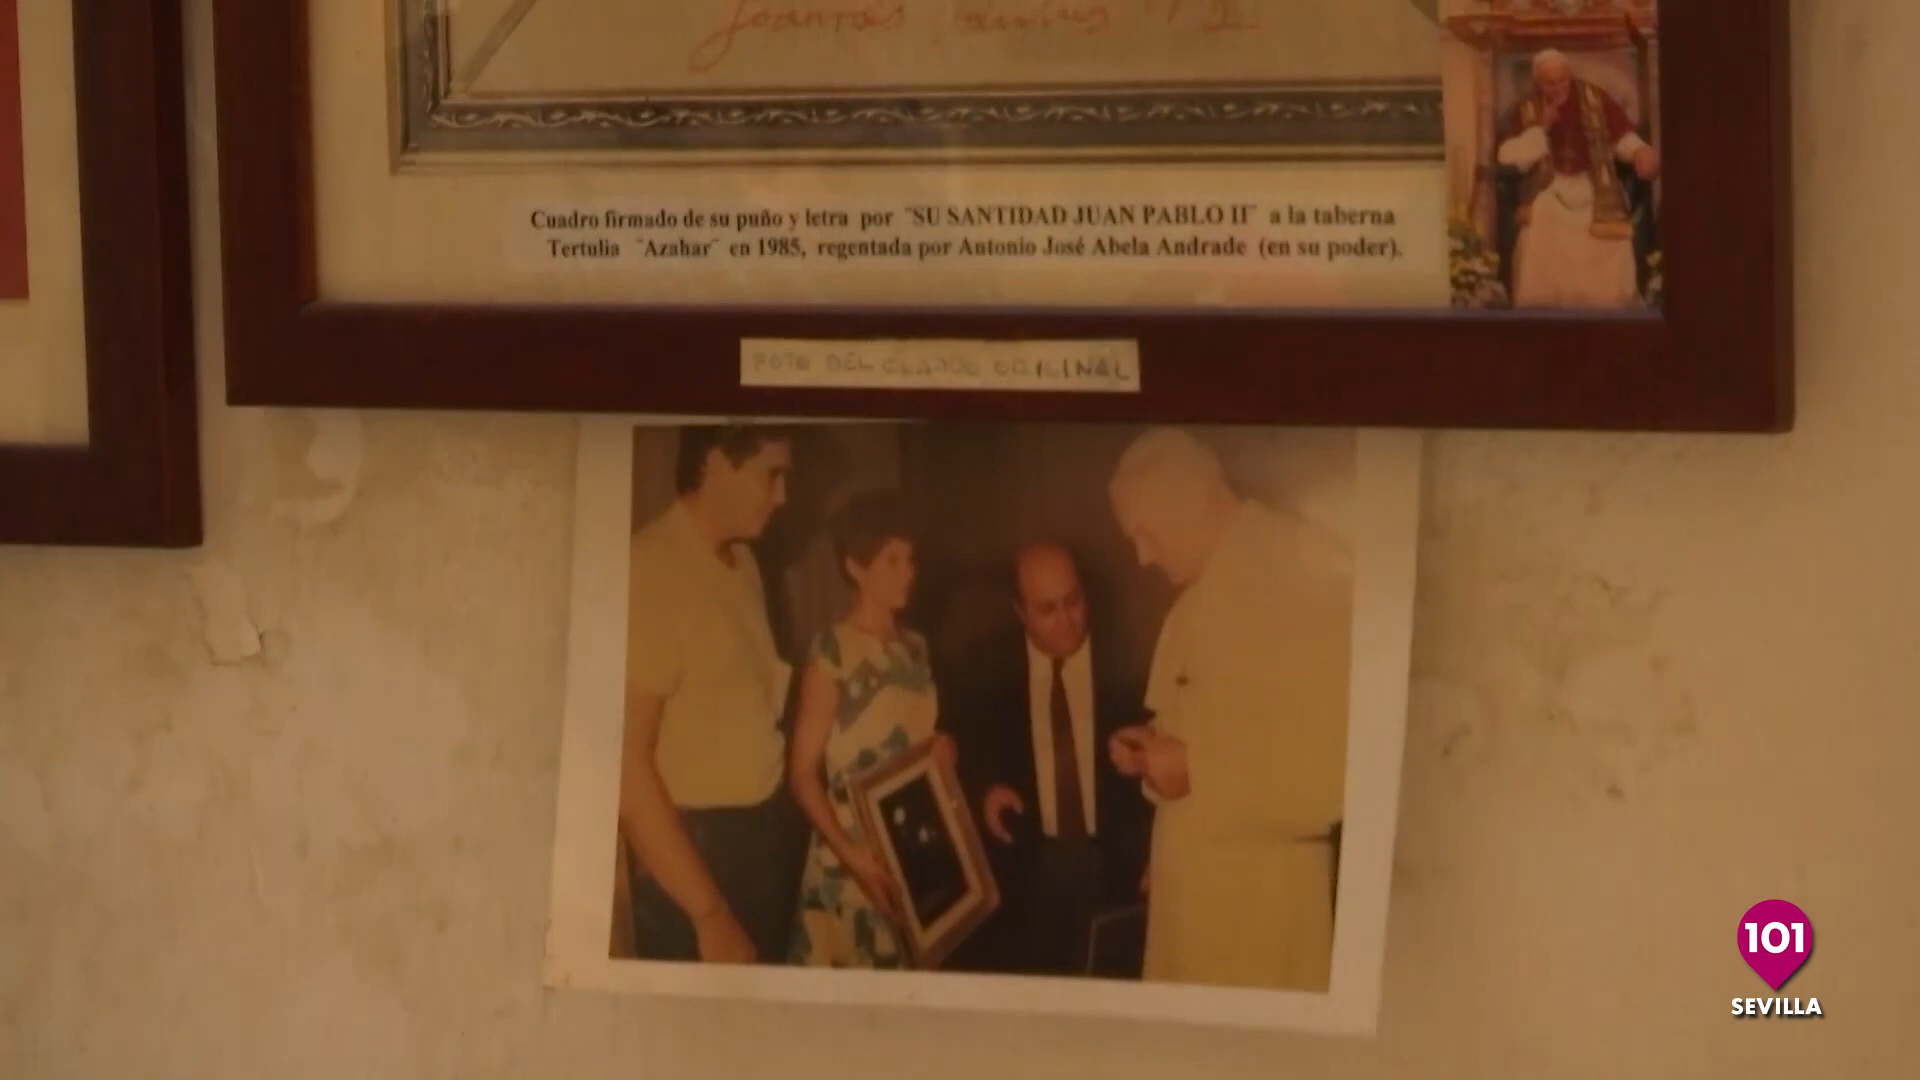 Cuadro firmado de su puño y letra por ¨SU SANTIDAD JUAN PABLO II¨ a la taberna
Tertulia ¨Azahar¨ en 1985, regentada por Antonio José Abela Andrade (en su poder).
FOTO DEL CUADRO ORIGINAL
101
SEVILLA